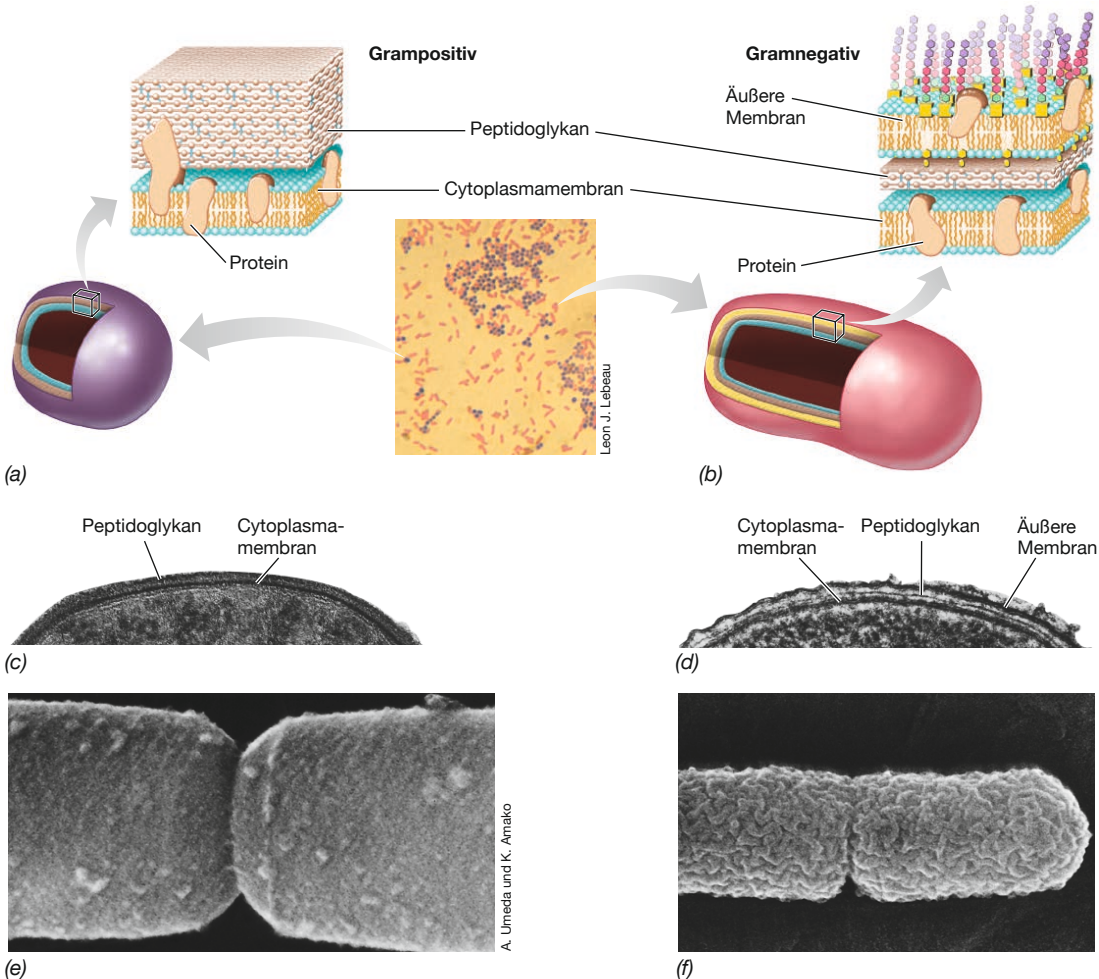 Grampositiv
Gramnegativ
Äußere
Membran
Peptidoglykan
Cytoplasmamembran
Protein
Protein
Leon J. Lebeau
(a)
(b)
Peptidoglykan
Cytoplasma-
membran
Cytoplasma-
membran
Peptidoglykan
Äußere
Membran
(c)
(d)
A. Umeda und K. Amako
(e)
(f)